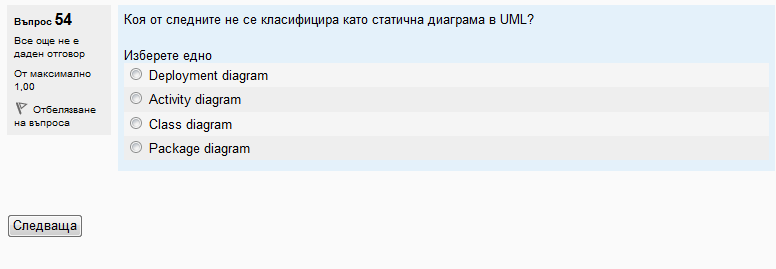 Въпрос 54
Все още не е
даден отговор
От максимално
1,00
Отбелязване
на въпроса
Коя от следните не се класифицира като статична диаграма в UML?
Изберете едно
Deployment diagram
Activity diagram
Class diagram
Package diagram
Следваща